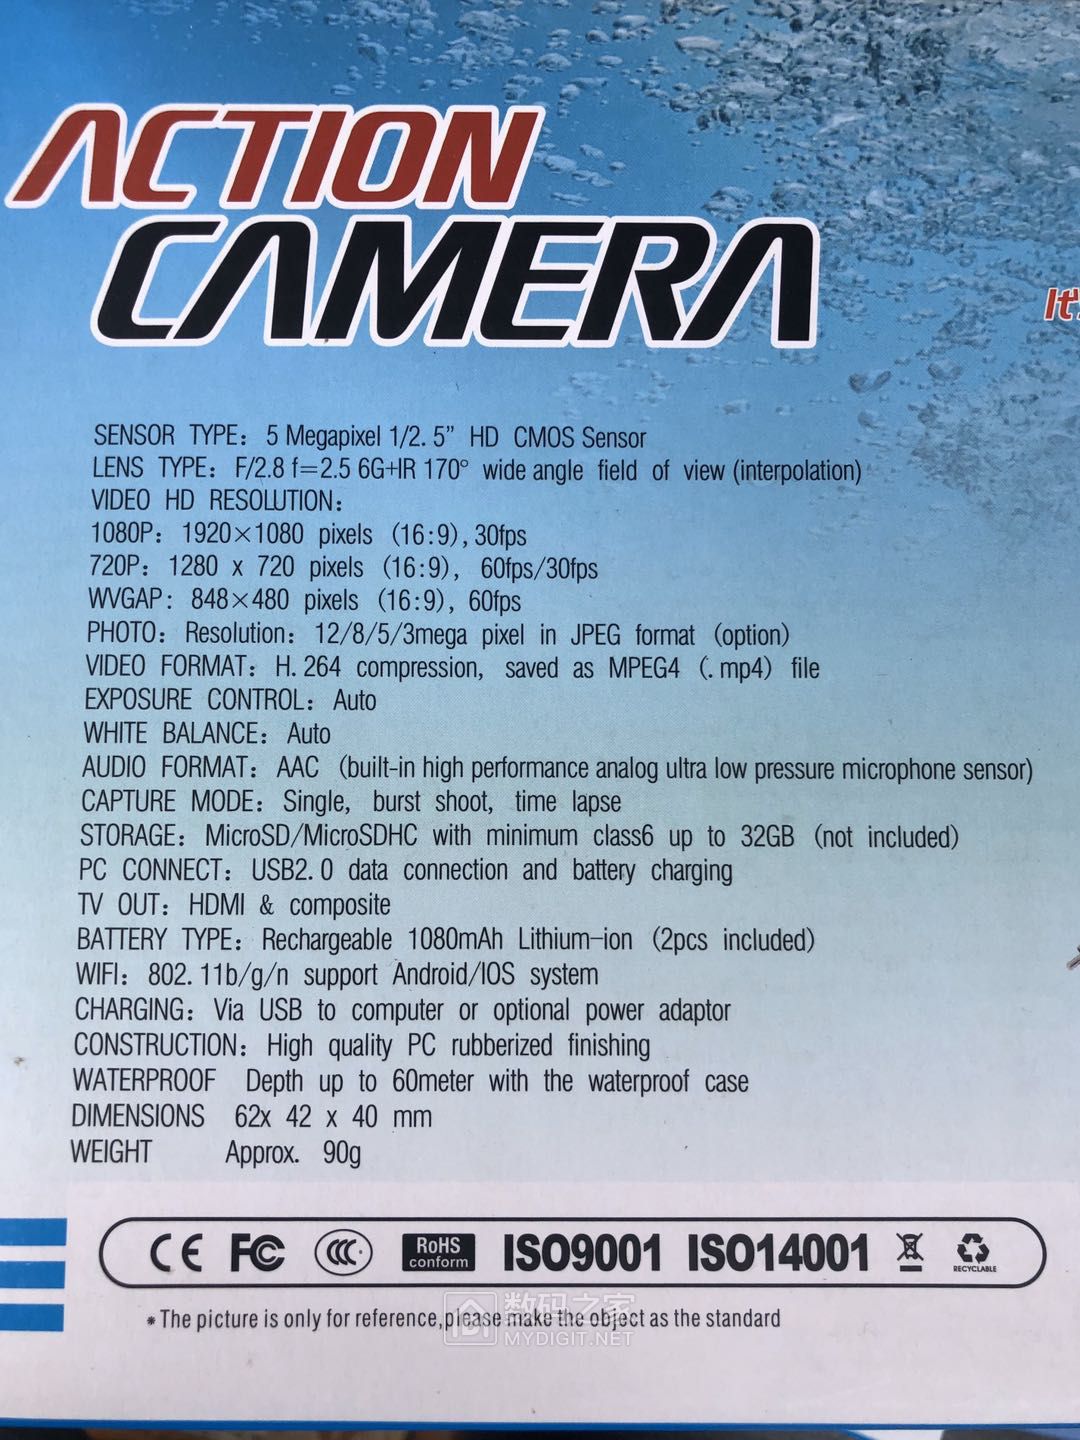 ACTION
CAMERA
It'
SENSOR TYPE: 5 Megapixel 1/2.5" HD CMOS Sensor
LENS TYPE: F/2.8 f=2.5 6G+IR 170° wide angle field of view (interpolation)
VIDEO HD RESOLUTION:
1080P: 1920×1080 pixels (16:9), 30fps
720P: 1280 x 720 pixels (16:9), 60fps/30fps
WVGAP: 848×480 pixels (16:9), 60fps
PHOTO: Resolution: 12/8/5/3mega pixel in JPEG format (option)
VIDEO FORMAT: H.264 compression, saved as MPEG4 (.mp4) file
EXPOSURE CONTROL: Auto
WHITE BALANCE: Auto
AUDIO FORMAT: AAC (built-in high performance analog ultra low pressure microphone sensor)
CAPTURE MODE: Single, burst shoot, time lapse
STORAGE: MicroSD/MicroSDHC with minimum class6 up to 32GB (not included)
PC CONNECT: USB2.0 data connection and battery charging
TV OUT: HDMI & composite
BATTERY TYPE: Rechargeable 1080mAh Lithium-ion (2pcs included)
WIFI: 802.11b/g/n support Android/IOS system
CHARGING: Via USB to computer or optional power adaptor
CONSTRUCTION: High quality PC rubberized finishing
WATERPROOF Depth up to 60meter with the waterproof case
DIMENSIONS 62x 42 x 40 mm
WEIGHT Approx. 90g
CE FC CCC RoHS conform ISO9001 ISO14001 RECYCLABLE
* The picture is only for reference,please make the object as the standard
数码之家
MYDIGIT.NET